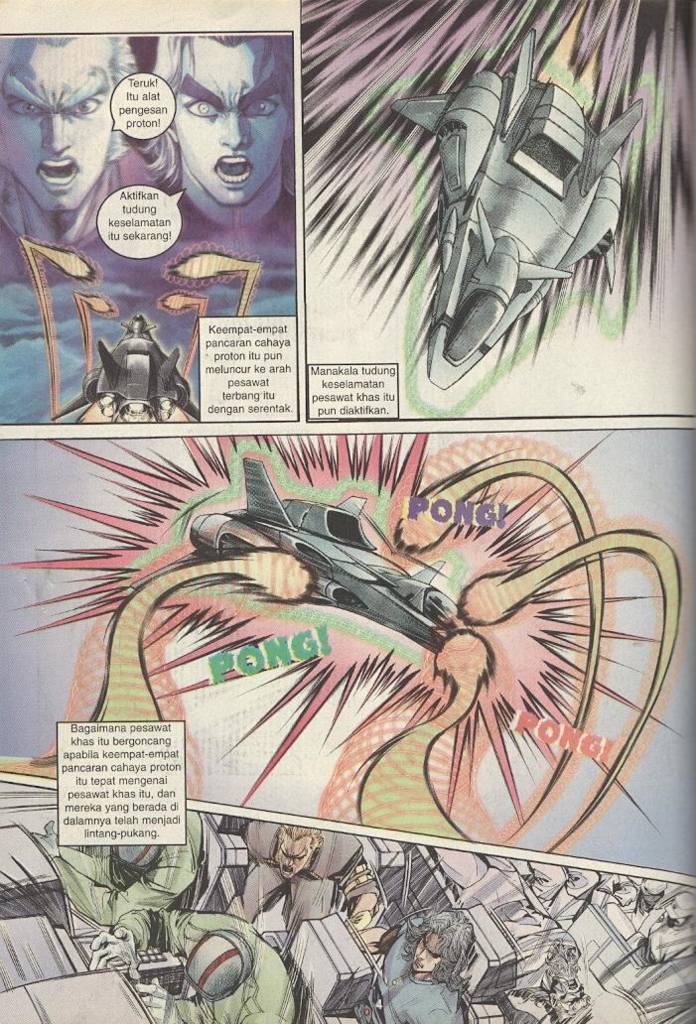 Teruk!
Itu alat
pengesan
proton!
Aktifkan
tudung
keselamatan
itu sekarang!
Keempat-empat
pancaran cahaya
proton itu pun
meluncur ke arah
pesawat
terbang itu
dengan serentak.
Manakala tudung
keselamatan
pesawat khas itu
pun diaktifkan.
PONG!
PONG!
PONG!
Bagaimana pesawat
khas itu bergoncang
apabila keempat-empat
pancaran cahaya proton
itu tepat mengenai
pesawat khas itu, dan
mereka yang berada di
dalamnya telah menjadi
lintang-pukang.